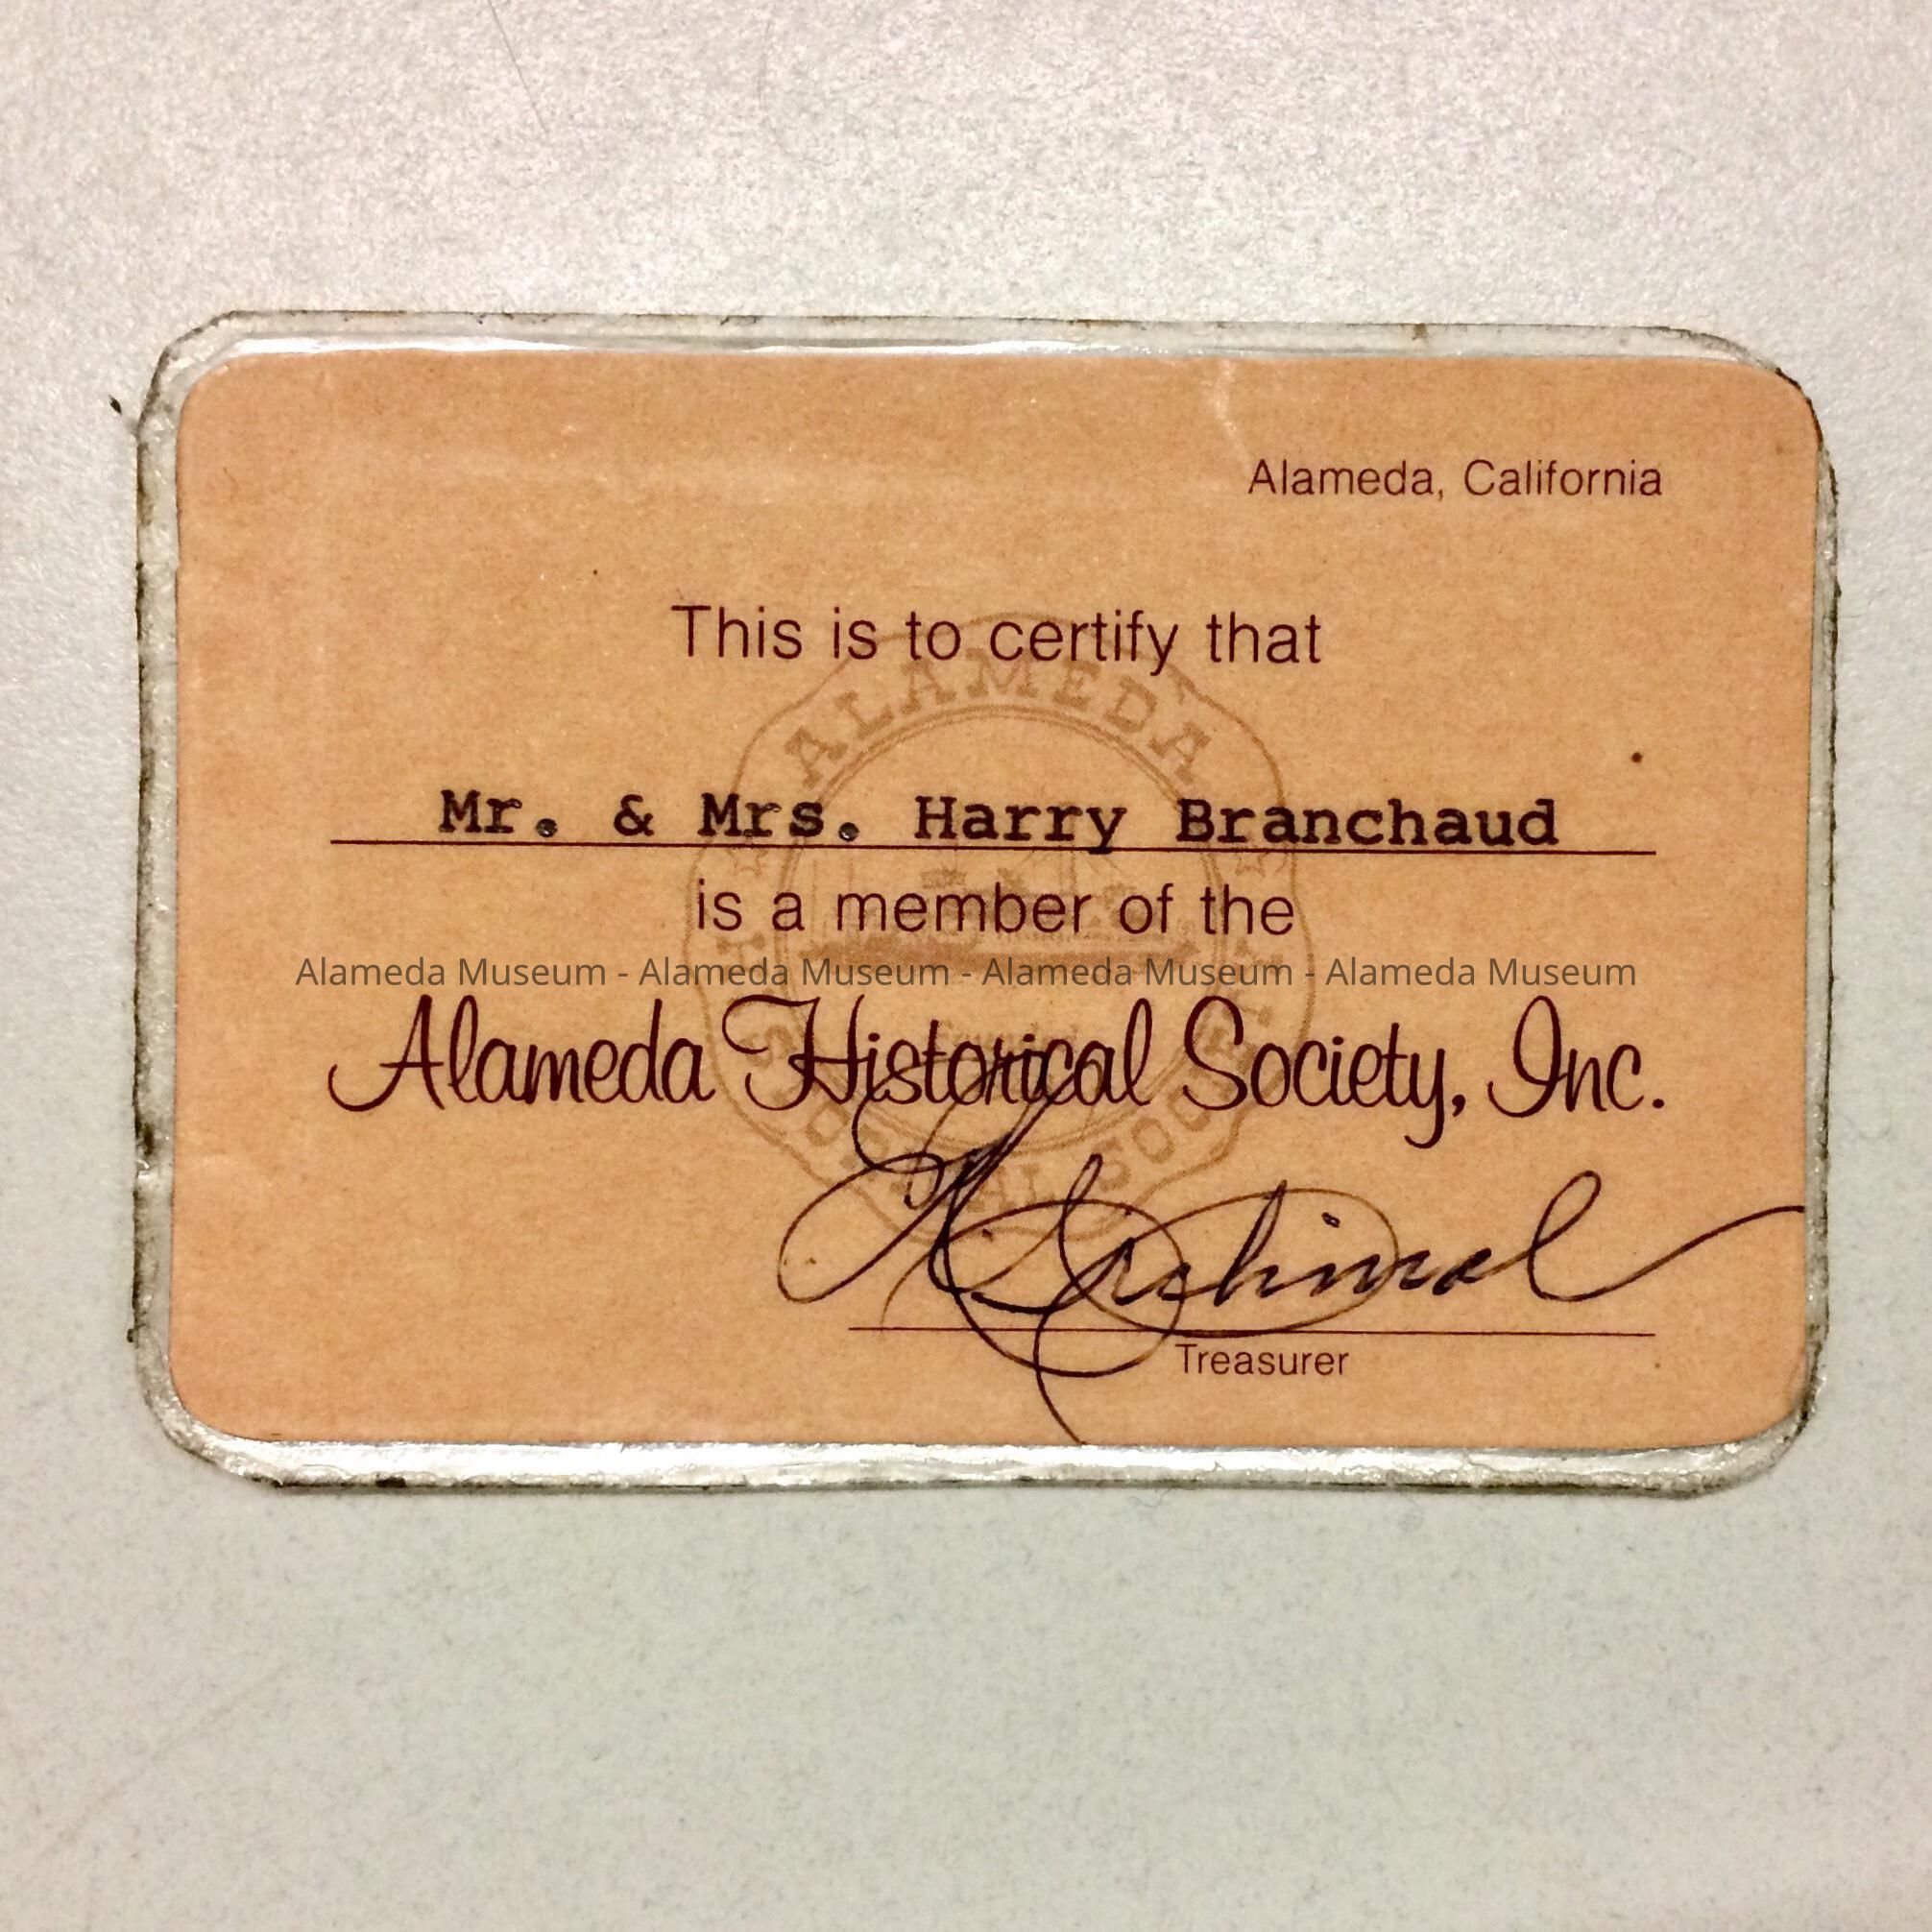 Alameda, California
This is to certify that
ALAMEDA
Mr. & Mrs. Harry Branchaud
is a member of the
Alameda Museum - Alameda Museum - Alameda Museum - Alameda Museum
Alameda Historical Society, Inc.
Treasurer